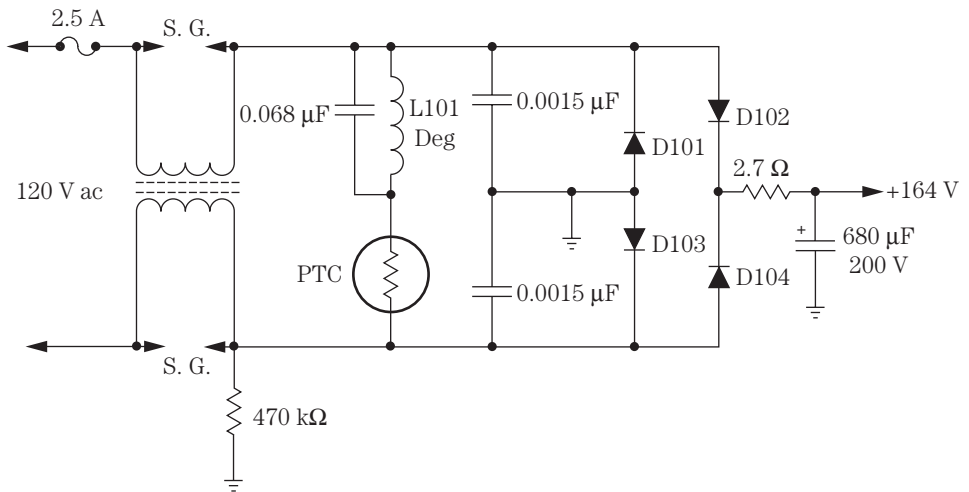 2.5 A
S. G.
120 V ac
S. G.
470 kΩ
0.068 µF
L101
Deg
PTC
0.0015 µF
0.0015 µF
D101
D103
D102
2.7 Ω
D104
+164 V
+
680 µF
200 V